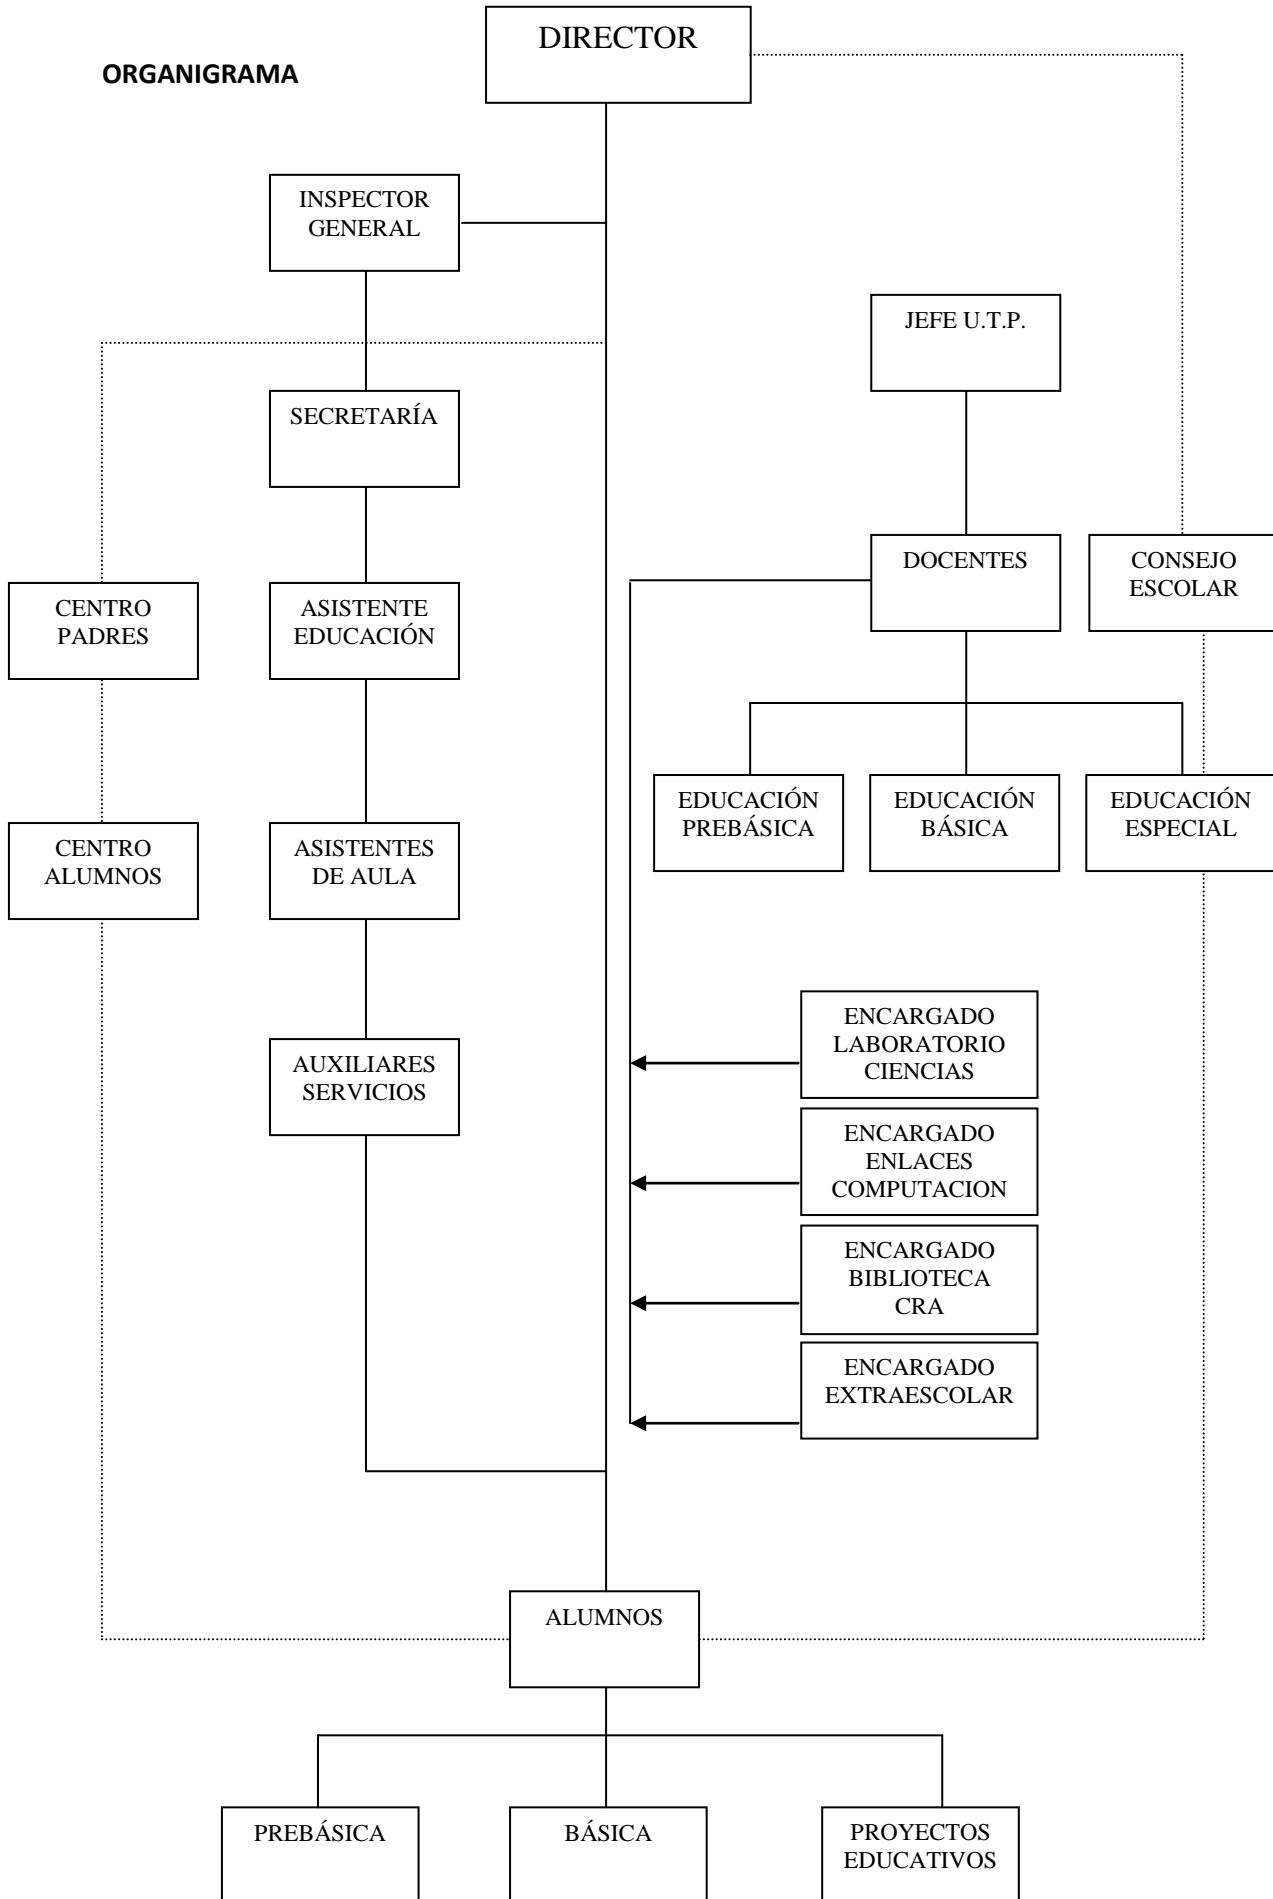 DIRECTOR
ORGANIGRAMA
INSPECTOR
GENERAL
JEFE U.T.P.
SECRETARÍA
DOCENTES
CONSEJO
ESCOLAR
CENTRO
PADRES
ASISTENTE
EDUCACIÓN
EDUCACIÓN
PREBÁSICA
EDUCACIÓN
BÁSICA
EDUCACIÓN
ESPECIAL
CENTRO
ALUMNOS
ASISTENTES
DE AULA
ENCARGADO
LABORATORIO
CIENCIAS
AUXILIARES
SERVICIOS
ENCARGADO
ENLACES
COMPUTACION
ENCARGADO
BIBLIOTECA
CRA
ENCARGADO
EXTRAESCOLAR
ALUMNOS
PREBÁSICA
BÁSICA
PROYECTOS
EDUCATIVOS